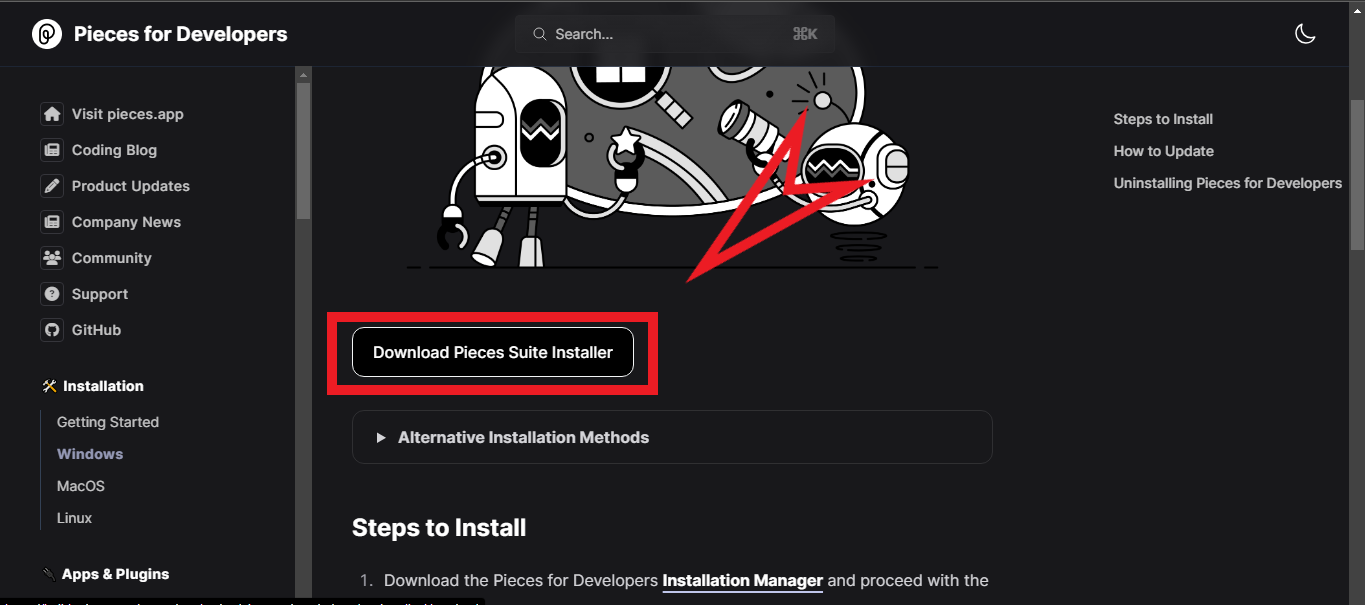 Pieces for Developers
Search...
⌘K
Visit pieces.app
Coding Blog
Product Updates
Company News
Community
Support
GitHub
Installation
Getting Started
Windows
MacOS
Linux
Apps & Plugins
Download Pieces Suite Installer
Alternative Installation Methods
Steps to Install
1. Download the Pieces for Developers Installation Manager and proceed with the
Steps to Install
How to Update
Uninstalling Pieces for Developers